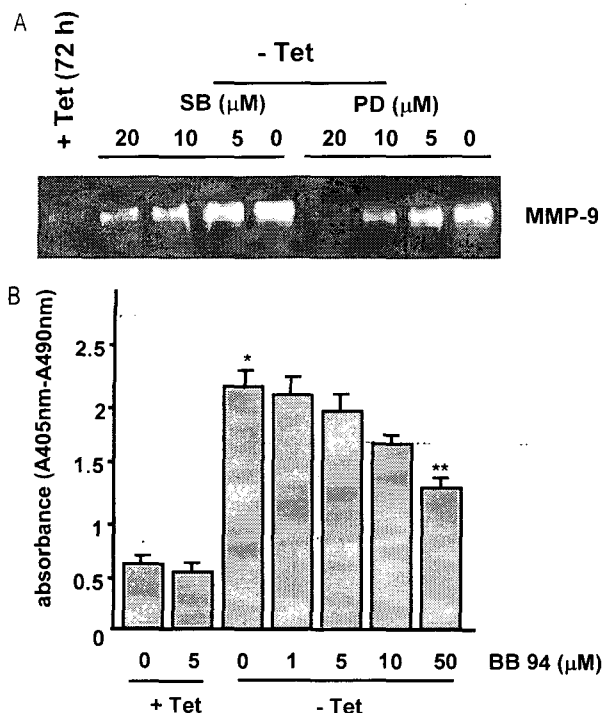 A
+ Tet (72 h)
- Tet
SB (µM)
PD (µM)
20 10 5 0 20 10 5 0
MMP-9
B
absorbance (A405nm-A490nm)
2.5
2
1.5
1
0.5
0
*
**
0 5 0 1 5 10 50 BB 94 (µM)
+ Tet - Tet